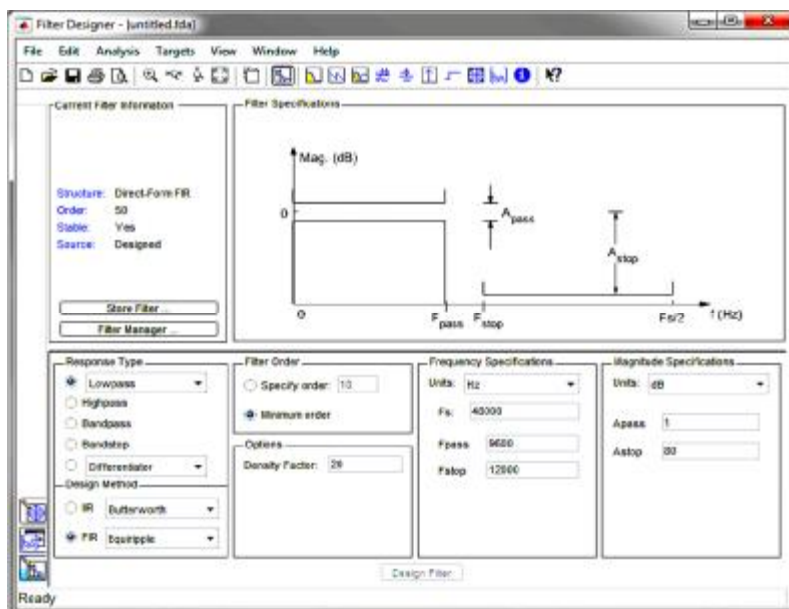 Filter Designer - [untitled.fda]
File Edit Analysis Targets View Window Help
Current Filter Information
Structure: Direct-Form FIR
Order: 50
Stable: Yes
Source: Designed
Store Filter ...
Filter Manager ...
Filter Specifications
Mag. (dB)
0
A pass
A stop
0
F pass
F stop
Fs/2
f (Hz)
Response Type
Lowpass
Highpass
Bandpass
Bandstop
Differentiator
Design Method
IIR Butterworth
FIR Equiripple
Filter Order
Specify order: 10
Minimum order
Options
Density Factor: 20
Frequency Specifications
Units: Hz
Fs: 48000
Fpass 9600
Fstop 12000
Magnitude Specifications
Units: dB
Apass 1
Astop 80
Design Filter
Ready